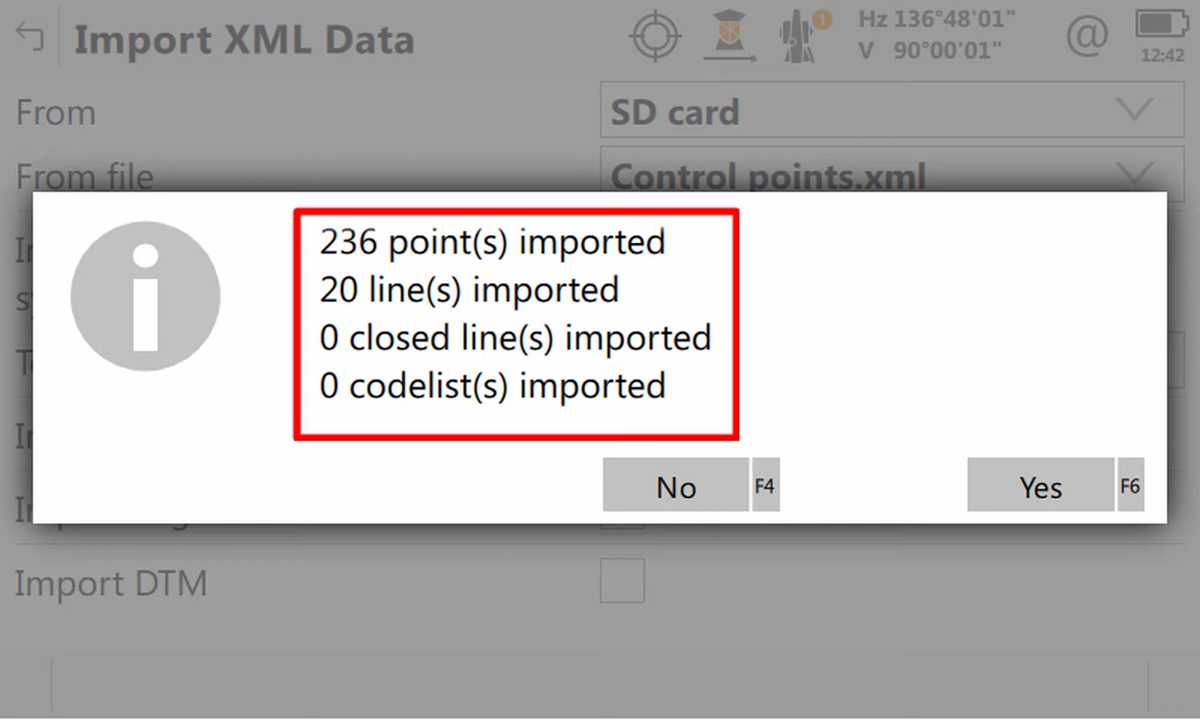 Import XML Data
1
Hz 136°48'01"
V 90°00'01"
@
12:42
From
SD card
From file
Control points.xml
236 point(s) imported
20 line(s) imported
0 closed line(s) imported
0 codelist(s) imported
No F4
Yes F6
Import DTM